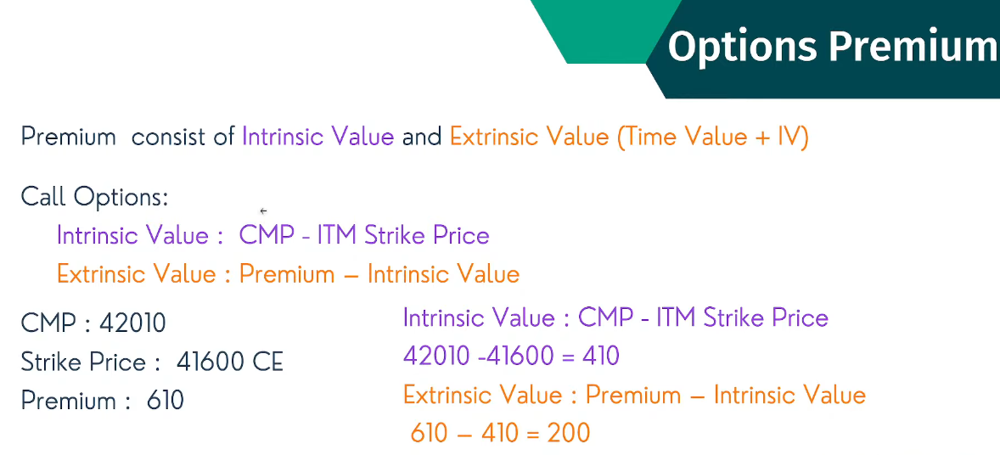 Options Premium
Premium consist of Intrinsic Value and Extrinsic Value (Time Value + IV)
Call Options:
Intrinsic Value : CMP - ITM Strike Price
Extrinsic Value : Premium – Intrinsic Value
CMP : 42010
Strike Price : 41600 CE
Premium : 610
Intrinsic Value : CMP - ITM Strike Price
42010 -41600 = 410
Extrinsic Value : Premium – Intrinsic Value
610 – 410 = 200